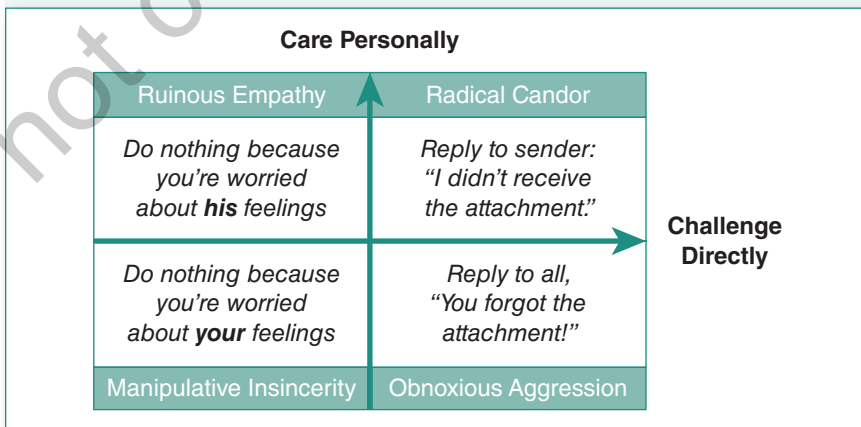 not o
Care Personally
Ruinous Empathy
Radical Candor
Do nothing because
you're worried
about his feelings
Reply to sender:
“I didn't receive
the attachment.”
Challenge
Directly
Do nothing because
you're worried
about your feelings
Reply to all,
“You forgot the
attachment!”
Manipulative Insincerity
Obnoxious Aggression